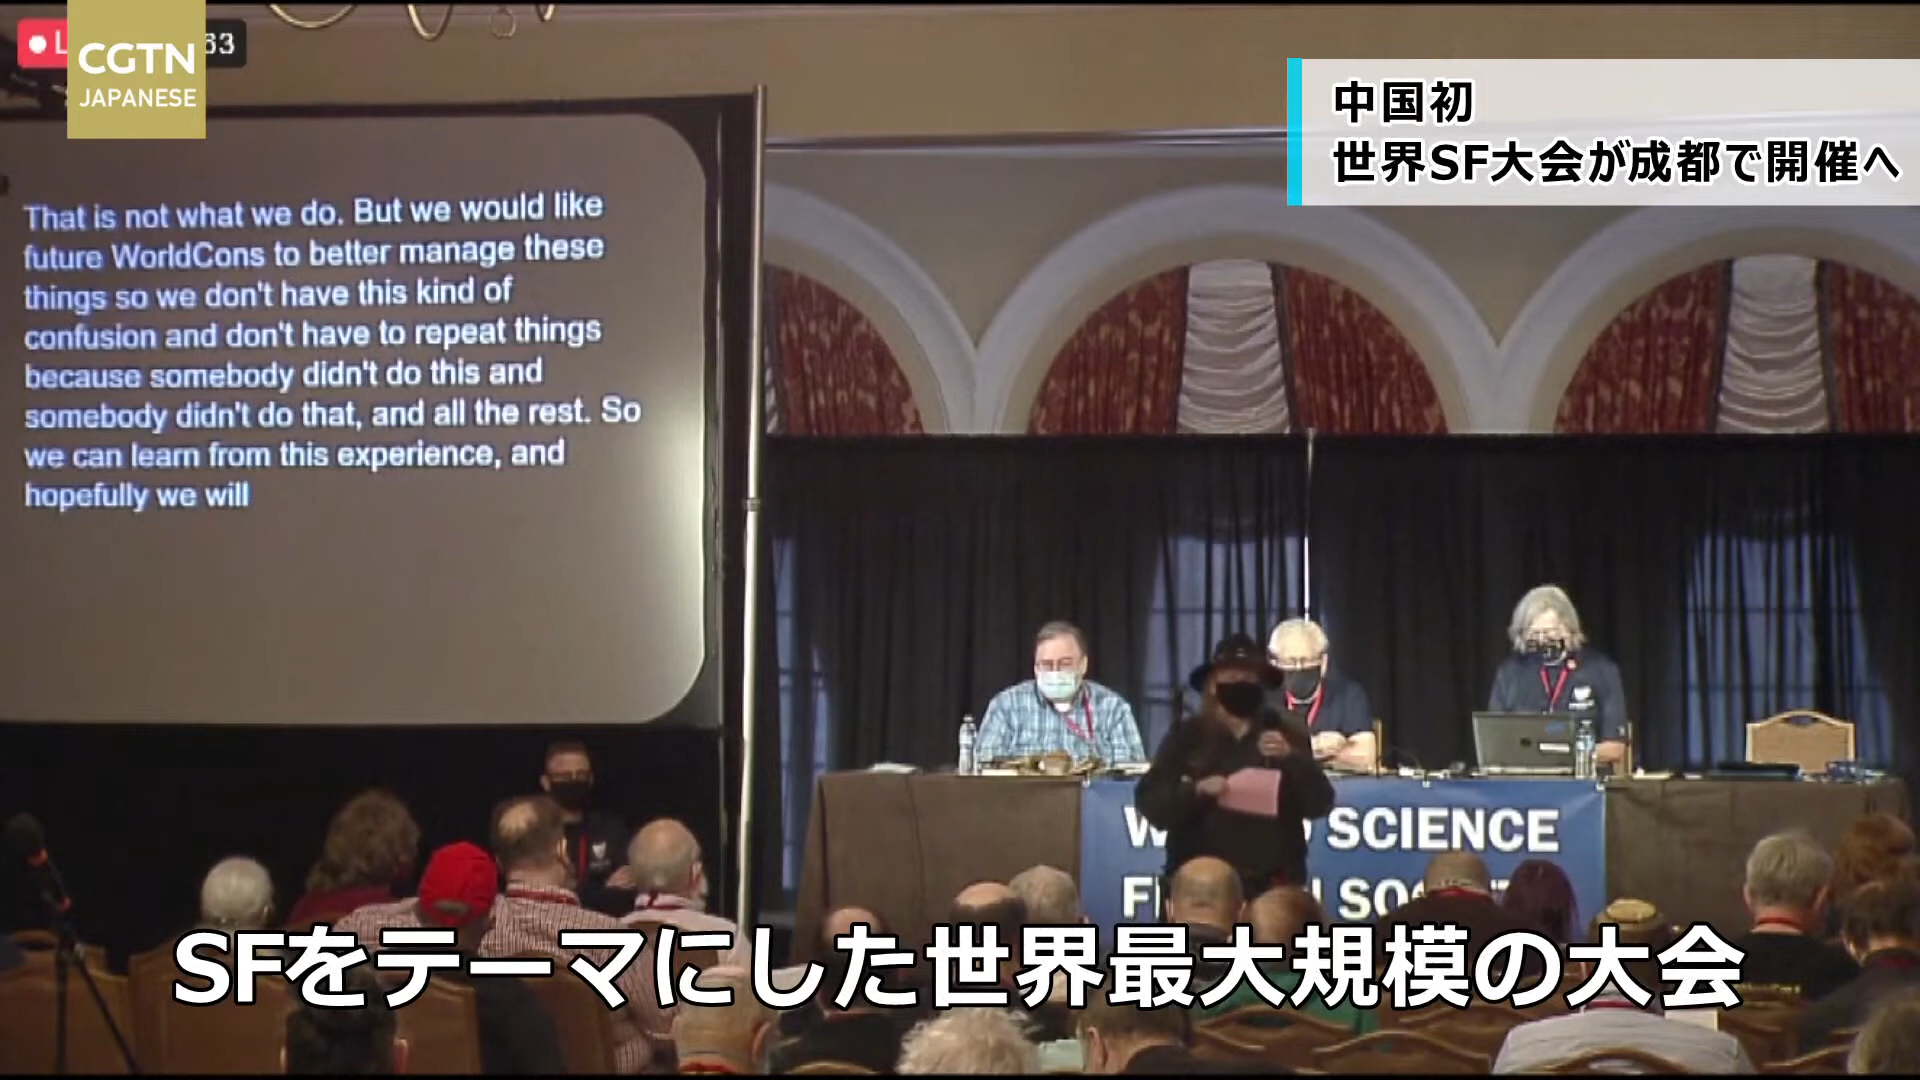 CGTN
JAPANESE
63
中国初
世界SF大会が成都で開催へ
That is not what we do. But we would like
future WorldCons to better manage these
things so we don't have this kind of
confusion and don't have to repeat things
because somebody didn't do this and
somebody didn't do that, and all the rest. So
we can learn from this experience, and
hopefully we will
SCIENCE
SFをテーマにした世界最大規模の大会